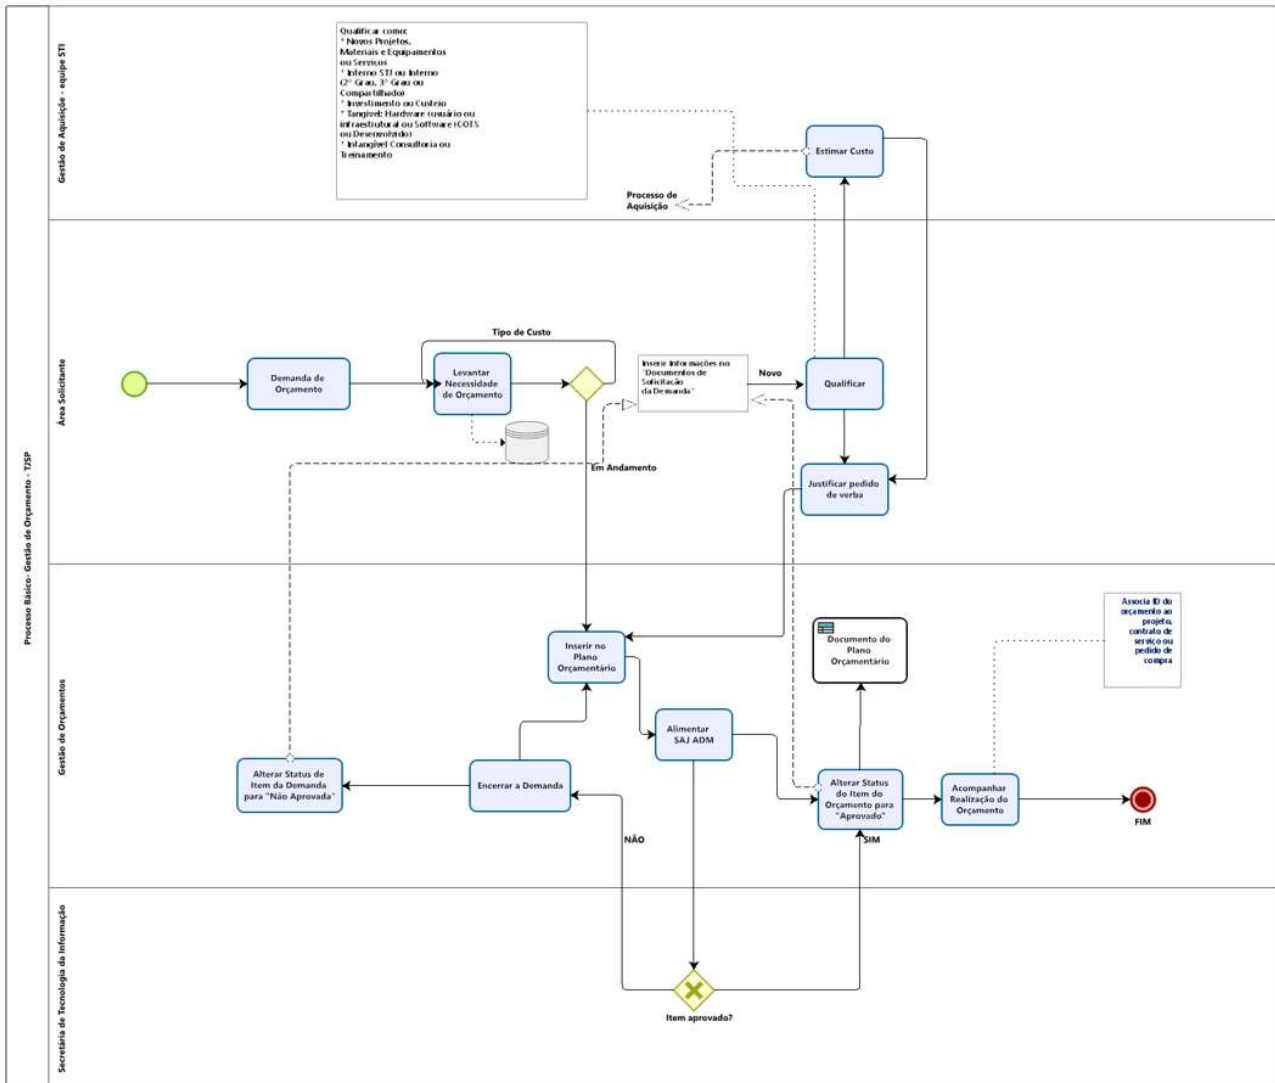 Processo Básico- Gestão de Orçamento - TJSP
Gestão de Aquisição - equipe STI
Qualificar como:
* Novos Projetos,
Materiais e Equipamentos
ou Serviços
* Interno STJ ou Interno
(2° Grau, 3° Grau ou
Compartilhado)
* Investimento ou Custeio
* Tangível: Hardware (usuário ou
infraestrutural ou Software (COTS
ou Desenvolvido)
* Intangível Consultoria ou
Treinamento
Estimar Custo
Processo de
Aquisição
Área Solicitante
Tipo de Custo
Demanda de
Orçamento
Levantar
Necessidade
de Orçamento
Inserir Informações no
"Documentos de
Solicitação
da Demanda"
Novo
Qualificar
Em Andamento
Justificar pedido
de verba
Gestão de Orçamentos
Inserir no
Plano
Orçamentário
Documento do
Plano
Orçamentário
Associa ID do
orçamento ao
projeto,
contrato de
serviço ou
pedido de
compra
Alimentar
SAJ ADM
Alterar Status de
Item da Demanda
para "Não Aprovada"
Encerrar a Demanda
Alterar Status
do Item do
Orçamento para
"Aprovado"
Acompanhar
Realização do
Orçamento
FIM
NÃO
SIM
Secretária de Tecnologia da Informação
Item aprovado?